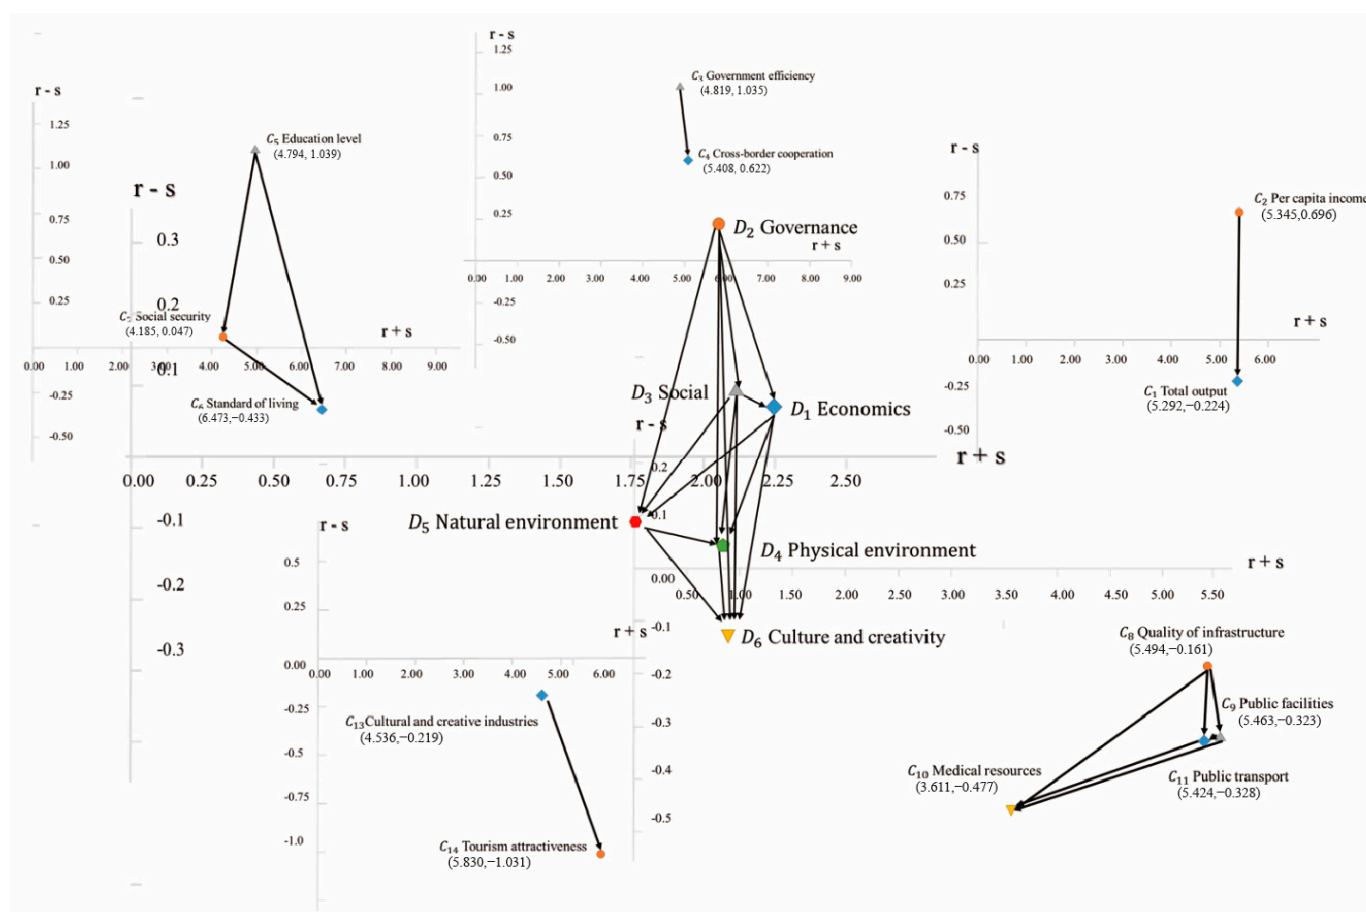 r - s
1.25
1.00
0.75
0.50
0.25
-0.25
-0.50
C5 Education level
(4.794, 1.039)
C7 Social security
(4.185, 0.047)
C6 Standard of living
(6.473,−0.433)
r + s
0.00 1.00 2.00 3.00 4.00 5.00 6.00 7.00 8.00 9.00
r - s
1.25
1.00
0.75
0.50
0.25
-0.25
-0.50
C3 Government efficiency
(4.819, 1.035)
C4 Cross-border cooperation
(5.408, 0.622)
r + s
0.00 1.00 2.00 3.00 4.00 5.00 6.00 7.00 8.00 9.00
r - s
0.75
0.50
0.25
-0.25
-0.50
C2 Per capita income
(5.345,0.696)
r + s
0.00 1.00 2.00 3.00 4.00 5.00 6.00
C1 Total output
(5.292,−0.224)
r - s
0.3
0.2
0.1
-0.1
-0.2
-0.3
D2 Governance
D3 Social
D1 Economics
r + s
0.00 0.25 0.50 0.75 1.00 1.25 1.50 1.75 2.00 2.25 2.50
D5 Natural environment
D4 Physical environment
D6 Culture and creativity
r - s
0.2
0.1
0.00
-0.1
-0.2
-0.3
-0.4
-0.5
r + s
0.50 1.00 1.50 2.00 2.50 3.00 3.50 4.00 4.50 5.00 5.50
C8 Quality of infrastructure
(5.494,−0.161)
C9 Public facilities
(5.463,−0.323)
C10 Medical resources
(3.611,−0.477)
C11 Public transport
(5.424,−0.328)
r - s
0.5
0.25
0.00
-0.25
-0.5
-0.75
-1.0
r + s
0.00 1.00 2.00 3.00 4.00 5.00 6.00
C13Cultural and creative industries
(4.536,−0.219)
C14 Tourism attractiveness
(5.830,−1.031)